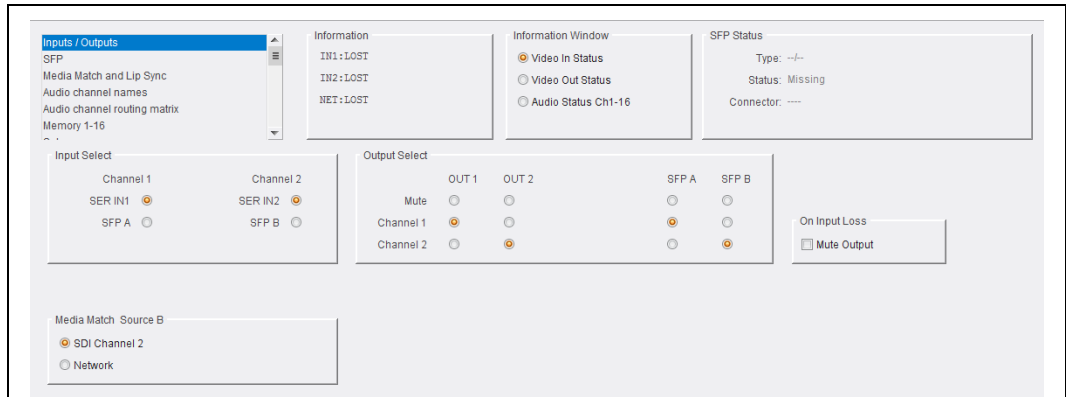 Inputs / Outputs
SFP
Media Match and Lip Sync
Audio channel names
Audio channel routing matrix
Memory 1-16
Information
IN1:LOST
IN2:LOST
NET:LOST
Information Window
Video In Status
Video Out Status
Audio Status Ch1-16
SFP Status
Type: --/--
Status: Missing
Connector: ----
Input Select
Channel 1 Channel 2
SER IN1 SER IN2
SFP A SFP B
Output Select
OUT 1 OUT 2 SFP A SFP B
Mute
Channel 1
Channel 2
On Input Loss
Mute Output
Media Match Source B
SDI Channel 2
Network